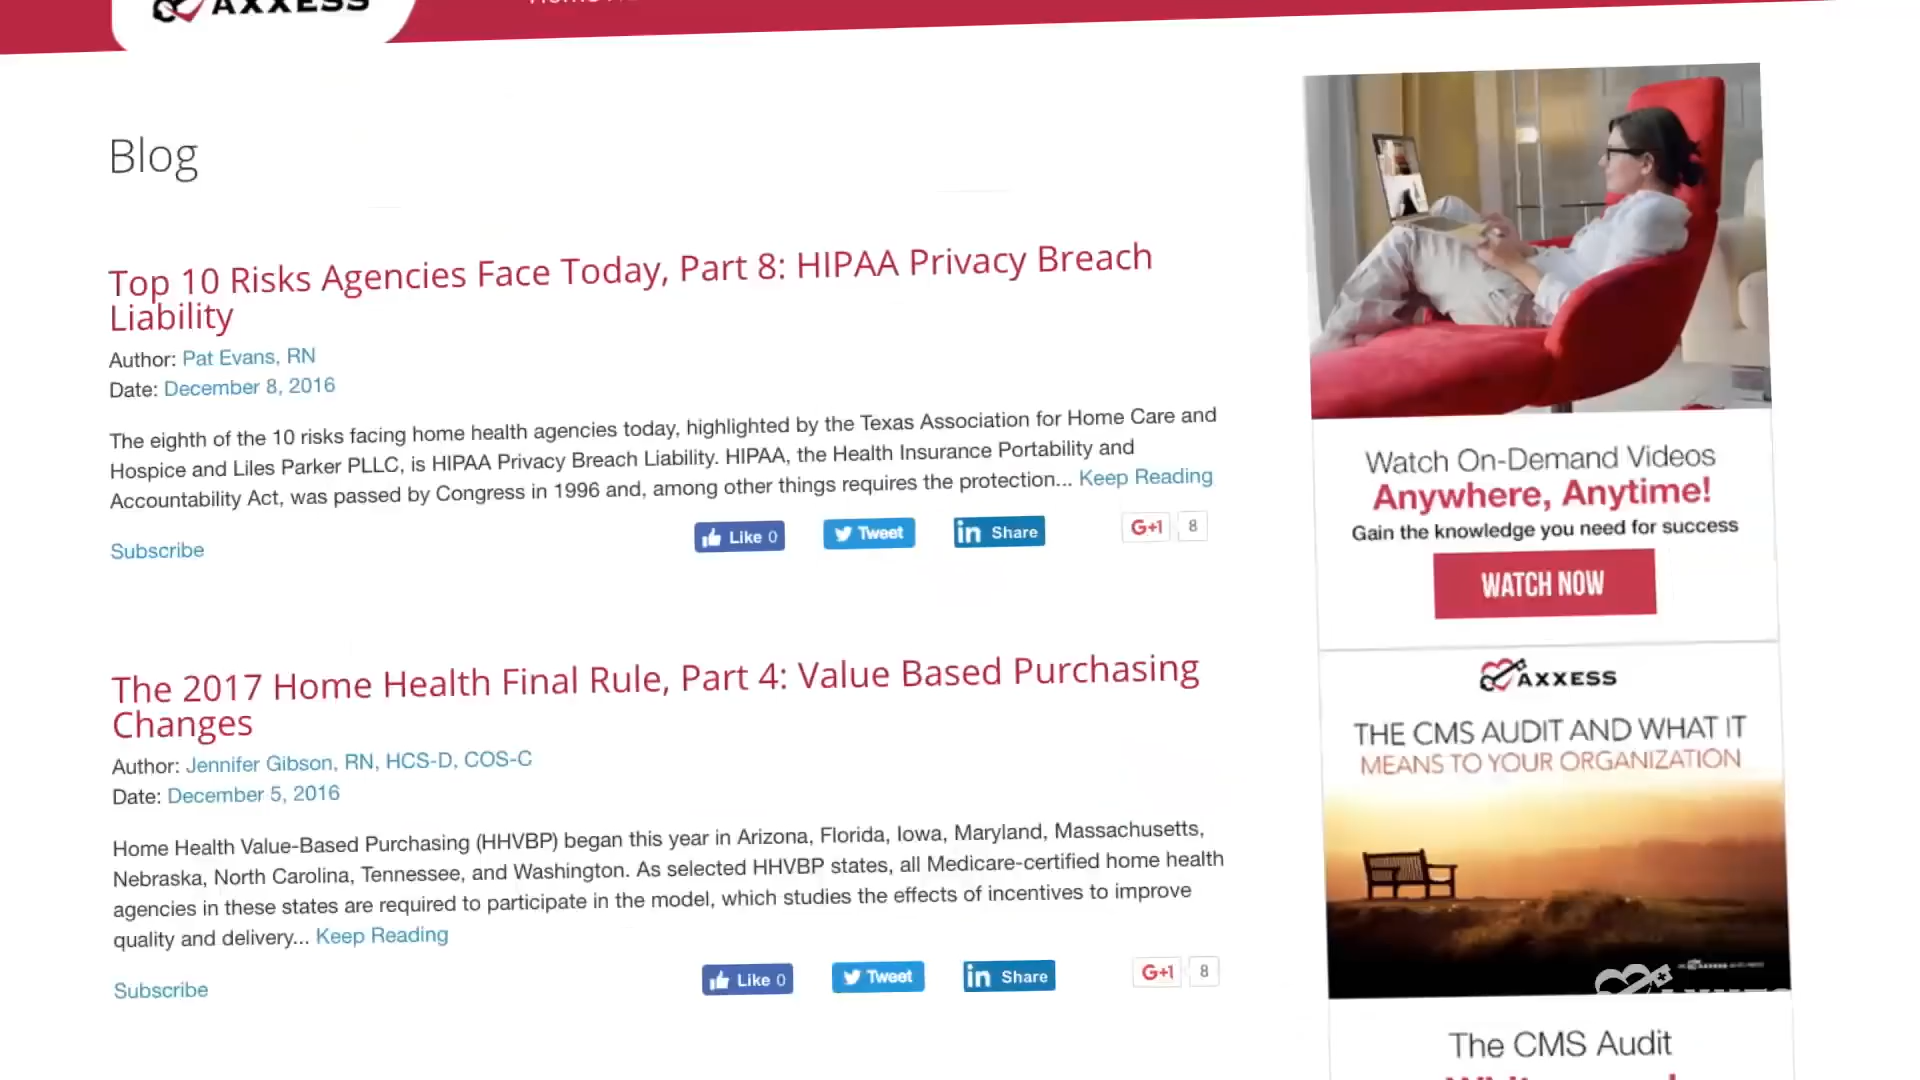 AXXESS
Blog
Top 10 Risks Agencies Face Today, Part 8: HIPAA Privacy Breach
Liability
Author: Pat Evans, RN
Date: December 8, 2016
The eighth of the 10 risks facing home health agencies today, highlighted by the Texas Association for Home Care and
Hospice and Liles Parker PLLC, is HIPAA Privacy Breach Liability. HIPAA, the Health Insurance Portability and
Accountability Act, was passed by Congress in 1996 and, among other things requires the protection... Keep Reading
Like 0
Tweet
in Share
G+1 8
Subscribe
The 2017 Home Health Final Rule, Part 4: Value Based Purchasing
Changes
Author: Jennifer Gibson, RN, HCS-D, COS-C
Date: December 5, 2016
Home Health Value-Based Purchasing (HHVBP) began this year in Arizona, Florida, Iowa, Maryland, Massachusetts,
Nebraska, North Carolina, Tennessee, and Washington. As selected HHVBP states, all Medicare-certified home health
agencies in these states are required to participate in the model, which studies the effects of incentives to improve
quality and delivery... Keep Reading
Like 0
Tweet
in Share
G+1 8
Subscribe
Watch On-Demand Videos
Anywhere, Anytime!
Gain the knowledge you need for success
WATCH NOW
AXXESS
THE CMS AUDIT AND WHAT IT
MEANS TO YOUR ORGANIZATION
The CMS Audit